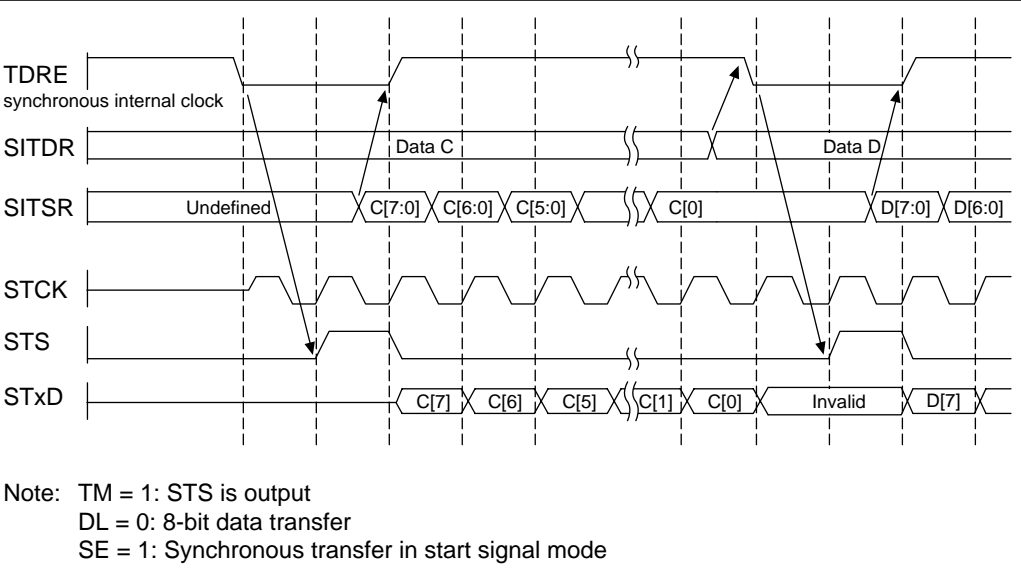 TDRE
synchronous internal clock
SITDR Data C Data D
SITSR Undefined C[7:0] C[6:0] C[5:0] C[0] D[7:0] D[6:0]
STCK
STS
STxD C[7] C[6] C[5] C[1] C[0] Invalid D[7]
Note: TM = 1: STS is output
DL = 0: 8-bit data transfer
SE = 1: Synchronous transfer in start signal mode